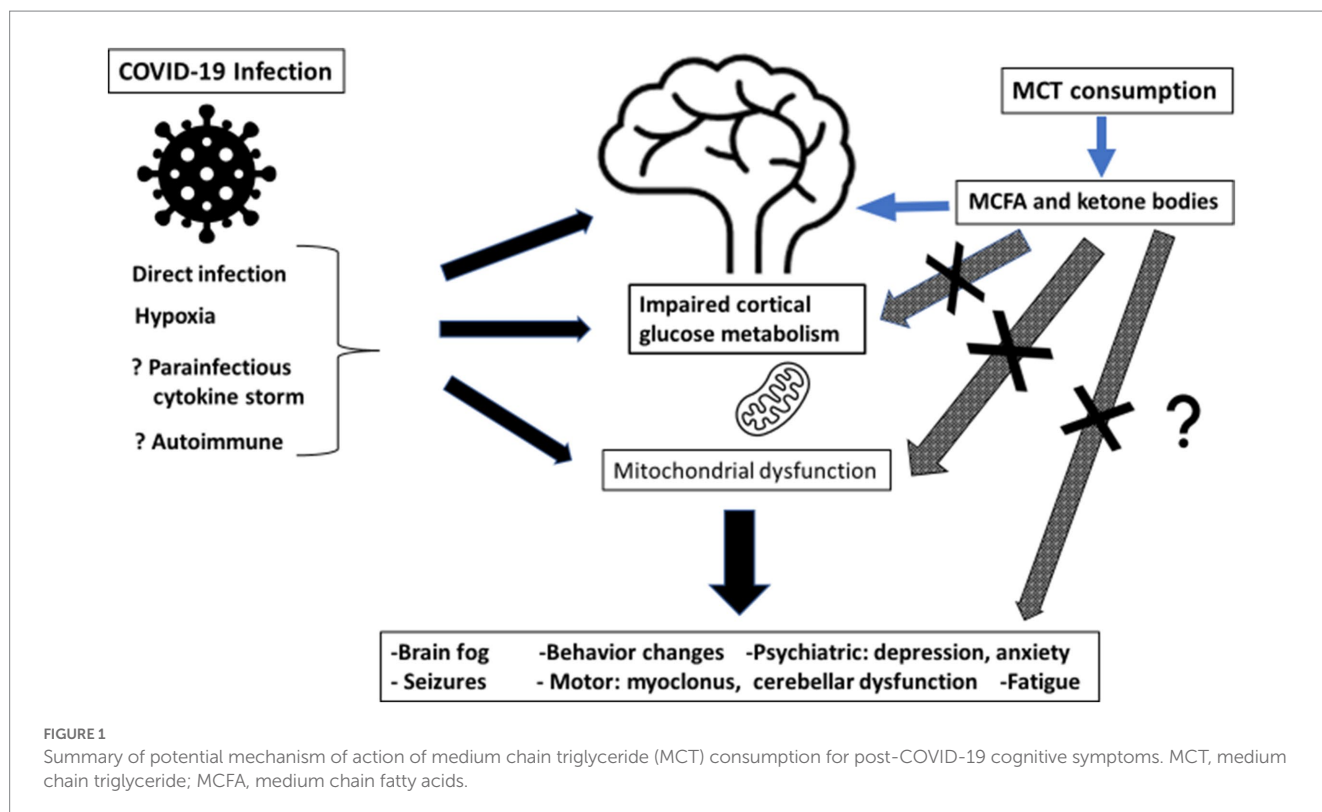 COVID-19 Infection
Direct infection
Hypoxia
? Parainfectious
cytokine storm
? Autoimmune
Impaired cortical
glucose metabolism
Mitochondrial dysfunction
MCT consumption
MCFA and ketone bodies
?
-Brain fog -Behavior changes -Psychiatric: depression, anxiety
- Seizures - Motor: myoclonus, cerebellar dysfunction -Fatigue
FIGURE 1
Summary of potential mechanism of action of medium chain triglyceride (MCT) consumption for post-COVID-19 cognitive symptoms. MCT, medium
chain triglyceride; MCFA, medium chain fatty acids.